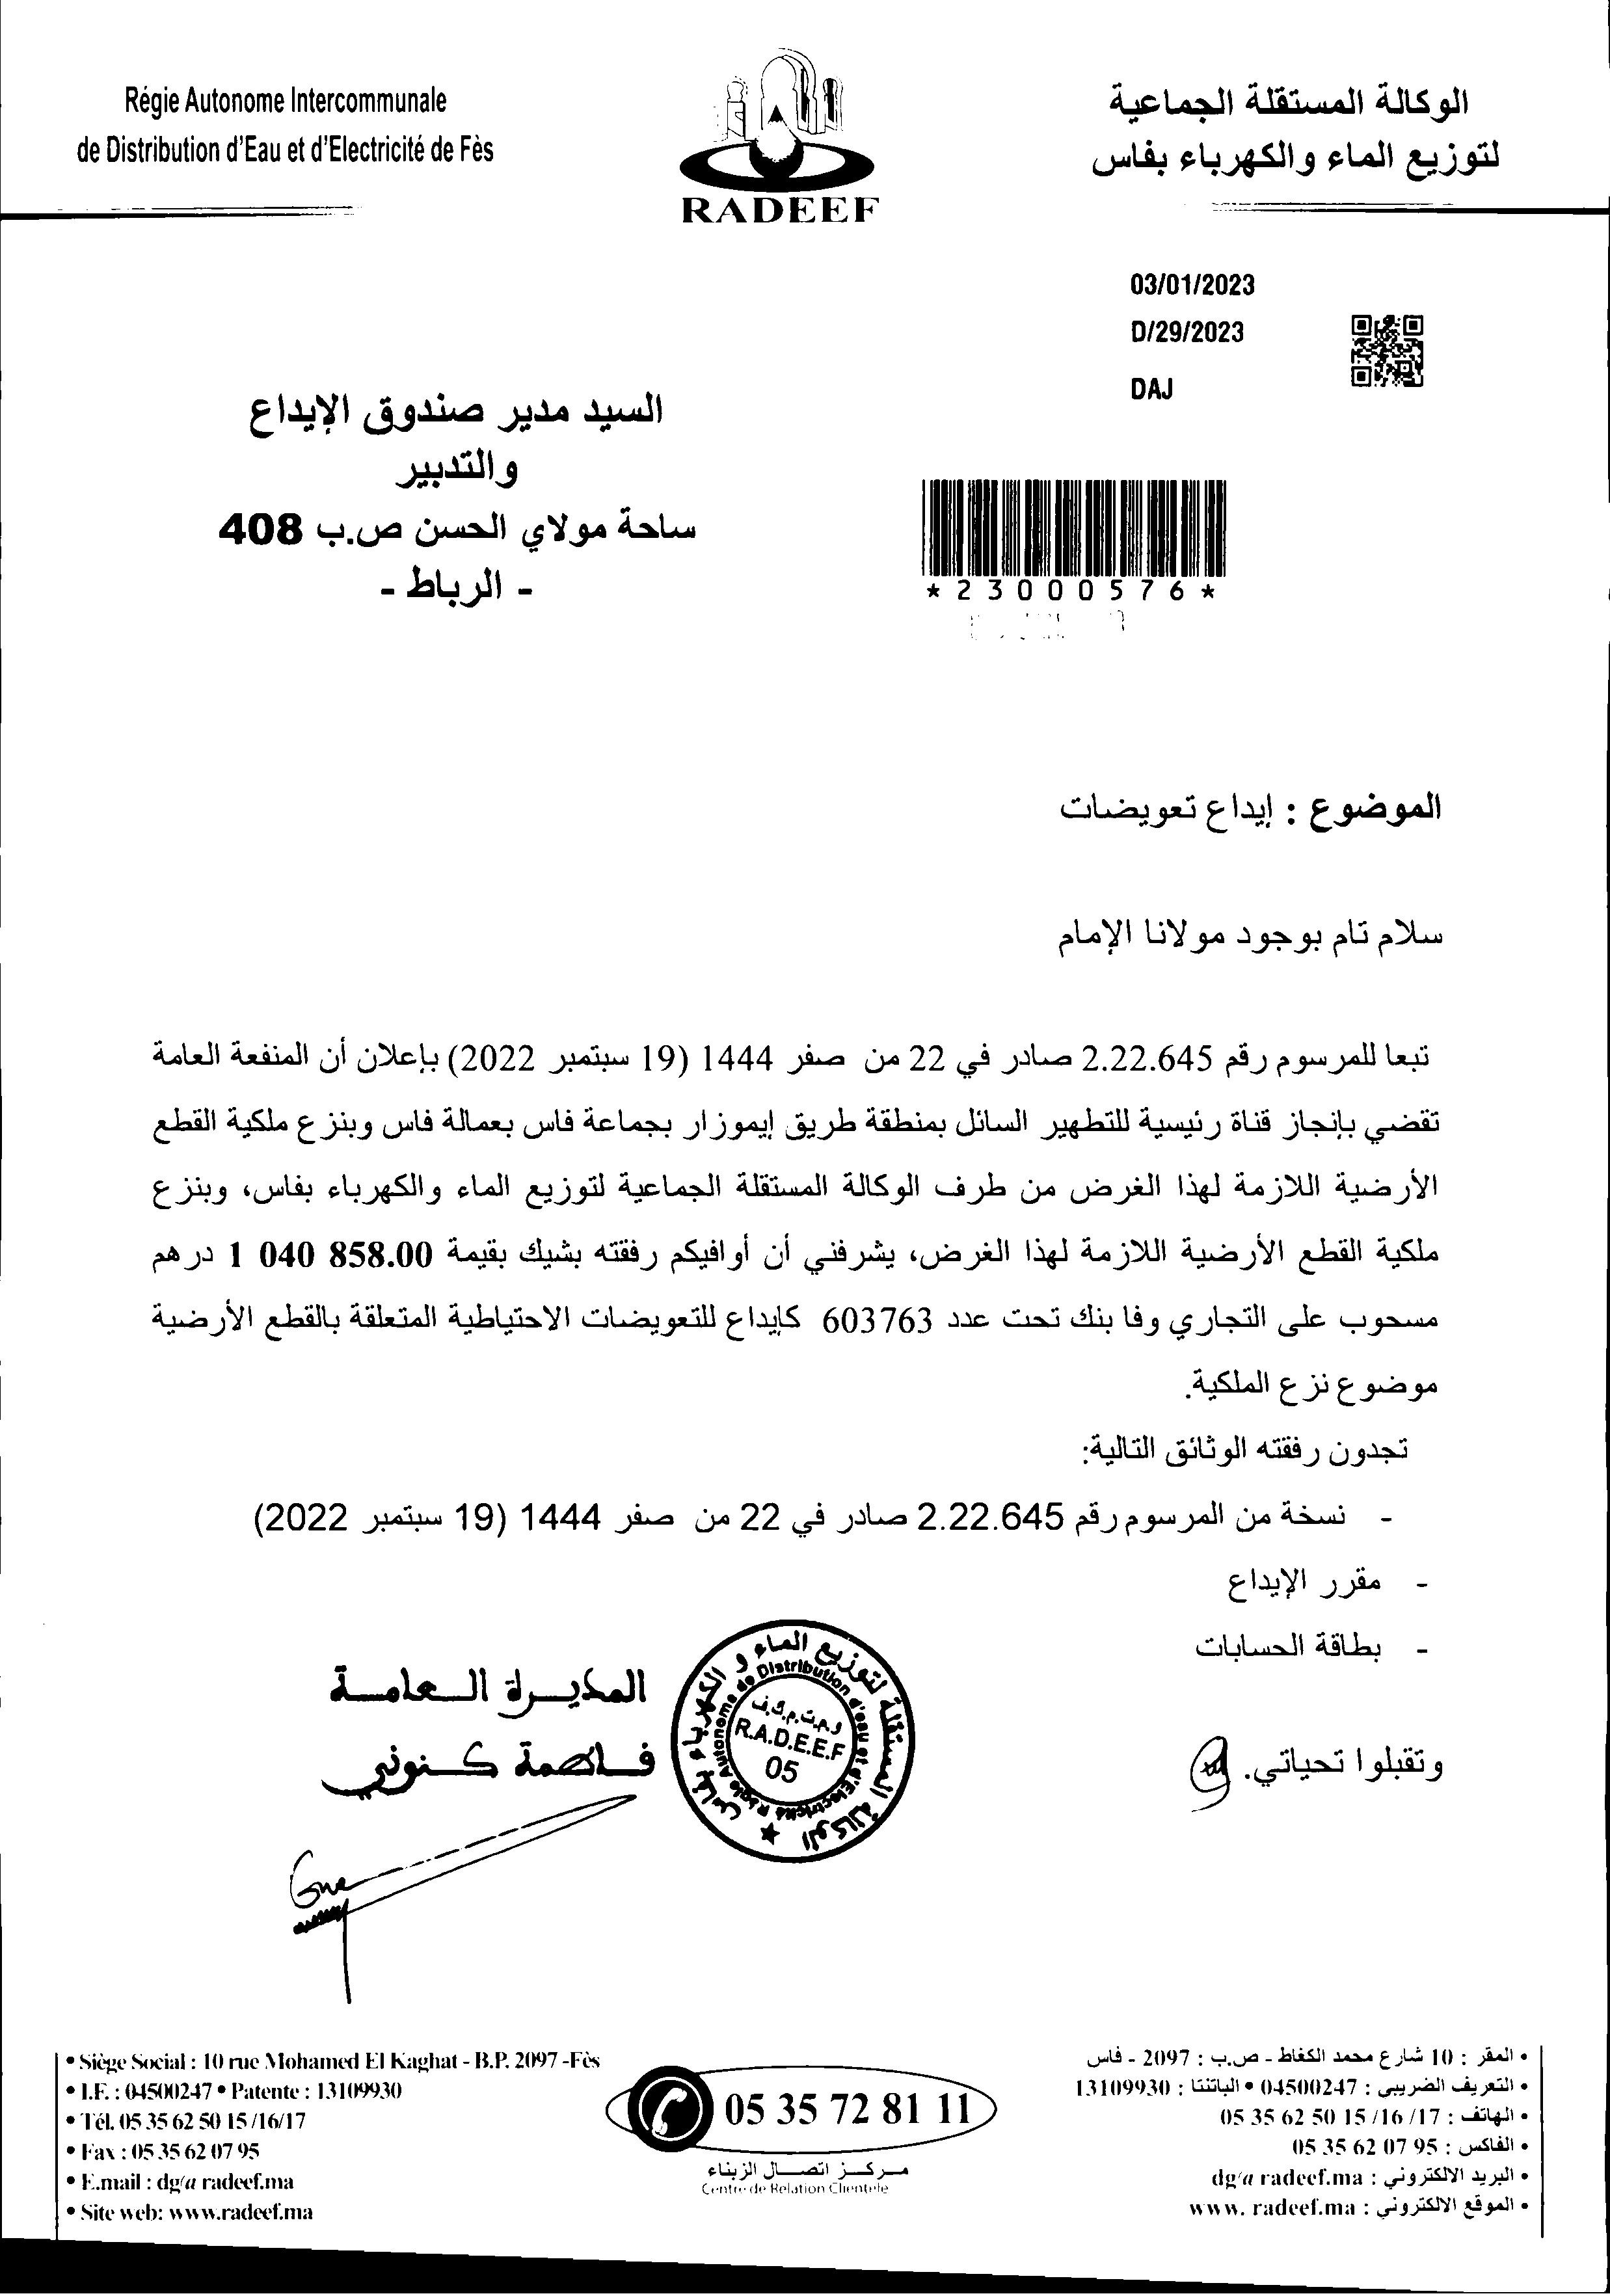 Régie Autonome Intercommunale
de Distribution d'Eau et d'Electricité de Fès
RADEEF
الوكالة المستقلة الجماعية
لتوزيع الماء والكهرباء بفاس
03/01/2023
D/29/2023
DAJ
السيد مدير صندوق الإيداع
والتدبير
ساحة مولاي الحسن ص.ب 408
- الرباط -
*23000576*
الموضوع : إيداع تعويضات
سلام تام بوجود مولانا الإمام
تبعا للمرسوم رقم 2.22.645 صادر في 22 من صفر 1444 (19 سبتمبر 2022) بإعلان أن المنفعة العامة
تقضي بإنجاز قناة رئيسية للتطهير السائل بمنطقة طريق إيموزار بجماعة فاس بعمالة فاس وبنزع ملكية القطع
الأرضية اللازمة لهذا الغرض من طرف الوكالة المستقلة الجماعية لتوزيع الماء والكهرباء بفاس، وبنزع
ملكية القطع الأرضية اللازمة لهذا الغرض، يشرفني أن أوافيكم رفقته بشيك بقيمة 1 040 858.00 درهم
مسحوب على التجاري وفا بنك تحت عدد 603763 كإيداع للتعويضات الاحتياطية المتعلقة بالقطع الأرضية
موضوع نزع الملكية.
تجدون رفقته الوثائق التالية:
- نسخة من المرسوم رقم 2.22.645 صادر في 22 من صفر 1444 (19 سبتمبر 2022)
- مقرر الإيداع
- بطاقة الحسابات
وتقبلوا تحياتي.
المديرة العامة
فاطمة كنوني
الوكالة المستقلة لتوزيع الماء و الكهرباء بفاس
Régie Autonome de Distribution d'eau et d'Electricité
و.م.ت.م.ك.ف
R.A.D.E.E.F
05
• Siège Social : 10 rue Mohamed El Kaghat - B.P. 2097 -Fès
• I.F. : 04500247 • Patente : 13109930
• Tél. 05 35 62 50 15 /16/17
• Fax : 05 35 62 07 95
• E.mail : dg@radeef.ma
• Site web: www.radeef.ma
05 35 72 81 11
مركز اتصال الزبناء
Centre de Relation Clientele
• المقر : 10 شارع محمد الكغاط - ص.ب : 2097 - فاس
• التعريف الضريبي : 04500247 • الباتنتا : 13109930
• الهاتف : 05 35 62 50 15 /16 /17
• الفاكس : 05 35 62 07 95
• البريد الالكتروني : dg@radeef.ma
• الموقع الالكتروني : www. radeef.ma